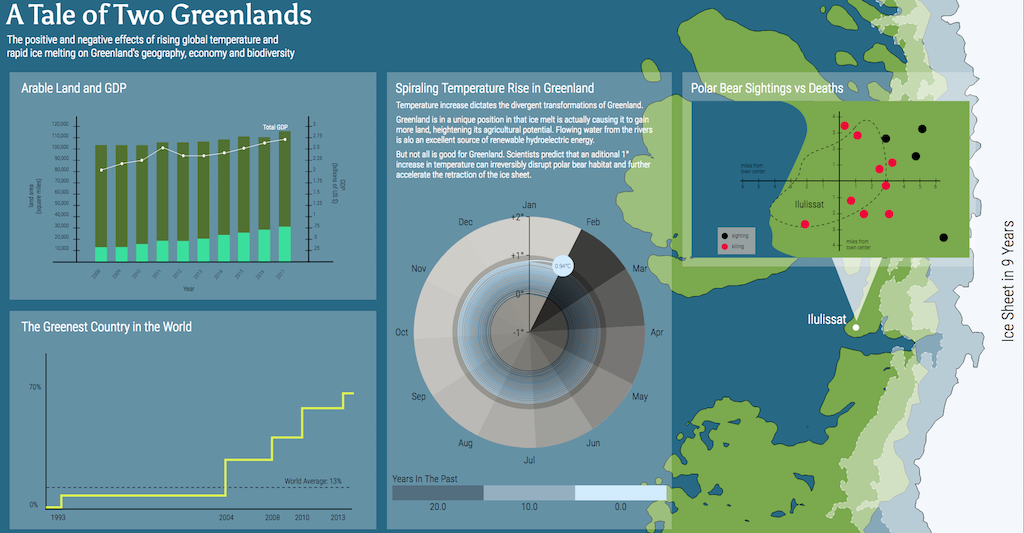 A Tale of Two Greenlands
The positive and negative effects of rising global temperature and
rapid ice melting on Greenland's geography, economy and biodiversity
Arable Land and GDP
Total GDP
120,000
110,000
100,000
90,000
80,000
70,000
60,000
50,000
40,000
30,000
20,000
10,000
land area
(square miles)
3
2.75
2.5
2.25
2
1.75
1.5
1.25
1
.75
.5
.25
GDP
(billions of US $)
2008
2009
2010
2011
2012
2013
2014
2015
2016
2017
Year
The Greenest Country in the World
70%
World Average: 13%
0%
1993 2004 2008 2010 2013
Spiraling Temperature Rise in Greenland
Temperature increase dictates the divergent transformations of Greenland.
Greenland is in a unique position in that ice melt is actually causing it to gain
more land, heightening its agricultural potential. Flowing water from the rivers
is alo an excellent source of renewable hydroelectric energy.
But not all is good for Greenland. Scientists predict that an aditional 1°
increase in temperature can irreversibly disrupt polar bear habitat and further
accelerate the retraction of the ice sheet.
Jan
Feb
Mar
Apr
May
Jun
Jul
Aug
Sep
Oct
Nov
Dec
+2°
+1°
0°
-1°
0.94°C
Years In The Past
20.0 10.0 0.0
Polar Bear Sightings vs Deaths
miles from
town center
Ilulissat
sighting
killing
miles from
town center
Ilulissat
Ice Sheet in 9 Years